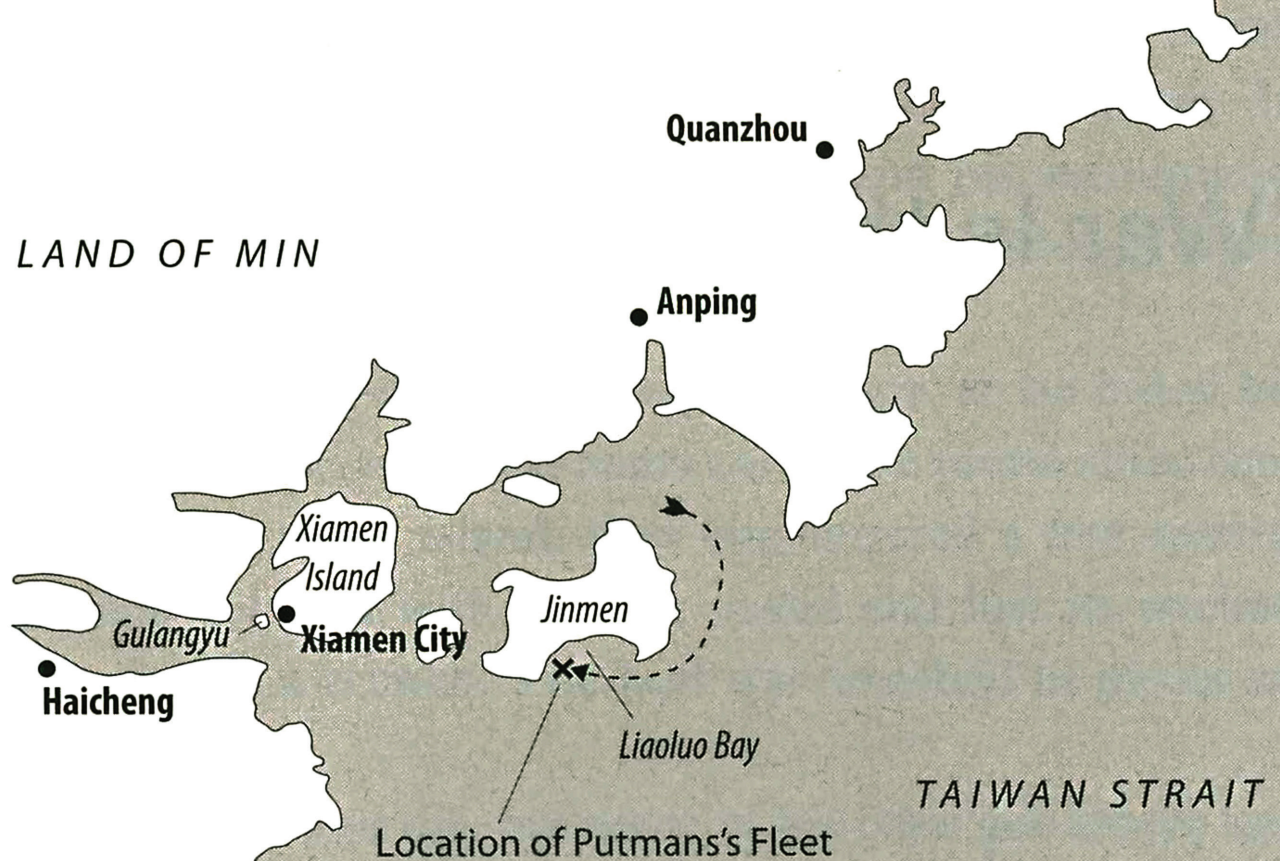 Quanzhou
LAND OF MIN
Anping
Xiamen
Island
Jinmen
Gulangyu
Xiamen City
Haicheng
Liaoluo Bay
TAIWAN STRAIT
Location of Putmans's Fleet